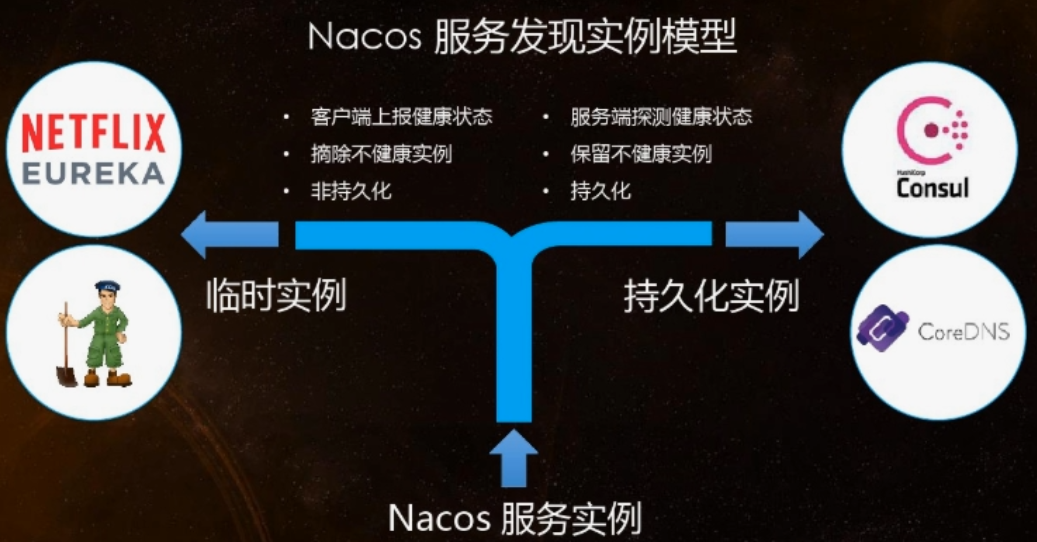 Nacos 服务发现实例模型
NETFLIX
EUREKA
• 客户端上报健康状态
• 摘除不健康实例
• 非持久化
• 服务端探测健康状态
• 保留不健康实例
• 持久化
HashiCorp
Consul
临时实例
持久化实例
CoreDNS
Nacos 服务实例